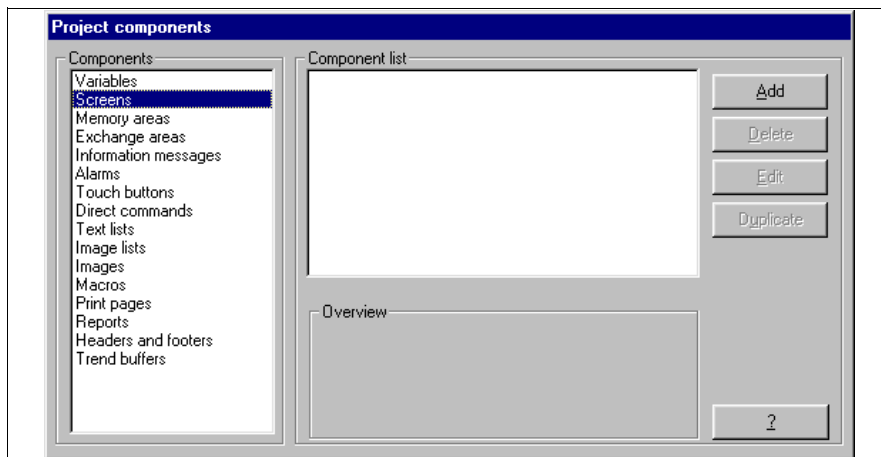 Project components
Components
Variables
Screens
Memory areas
Exchange areas
Information messages
Alarms
Touch buttons
Direct commands
Text lists
Image lists
Images
Macros
Print pages
Reports
Headers and footers
Trend buffers
Component list
Add
Delete
Edit
Duplicate
Overview
?